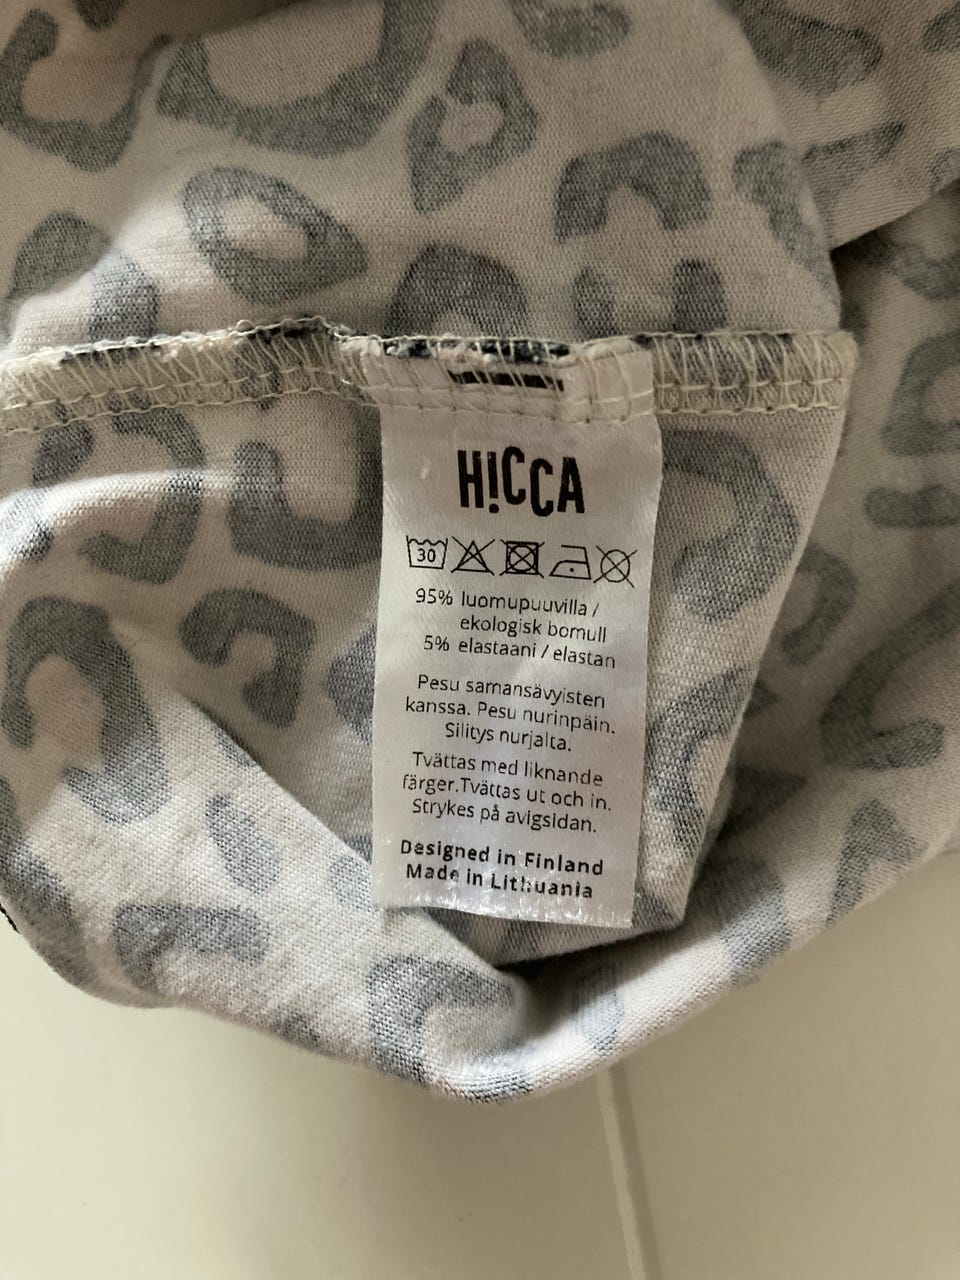 H!CCA
30
95% luomupuuvilla /
ekologisk bomull
5% elastaani / elastan
Pesu samansävyisten
kanssa. Pesu nurinpäin.
Silitys nurjalta.
Tvättas med liknande
färger.Tvättas ut och in.
Strykes på avigsidan.
Designed in Finland
Made in Lithuania